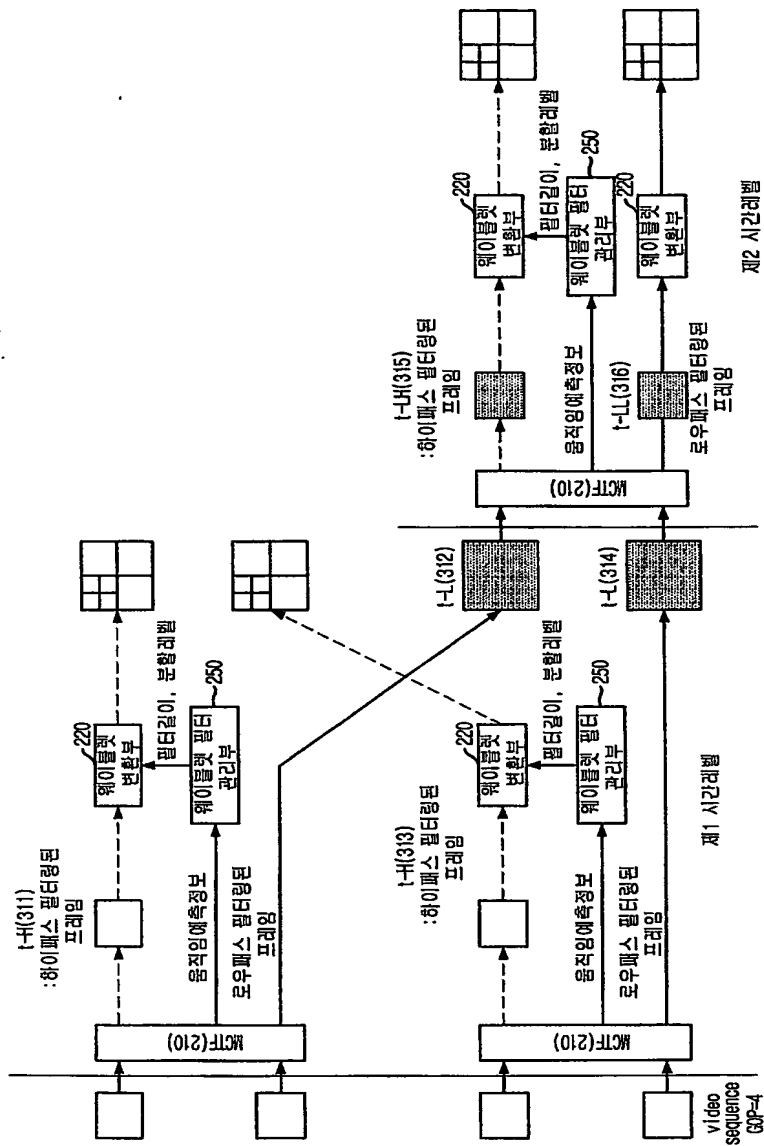 video
sequence
GOP=4
MCTF(210)
t-H(311)
:하이패스 필터링된
프레임
움직임예측정보
로우패스 필터링된
프레임
220
웨이블릿
변환부
필터길이, 분할레벨
250
웨이블릿 필터
관리부
MCTF(210)
t-H(313)
:하이패스 필터링된
프레임
움직임예측정보
로우패스 필터링된
프레임
220
웨이블릿
변환부
필터길이, 분할레벨
250
웨이블릿 필터
관리부
제1 시간레벨
t-L(312)
t-L(314)
MCTF(210)
t-LH(315)
:하이패스 필터링된
프레임
움직임예측정보
t-LL(316)
로우패스 필터링된
프레임
220
웨이블릿
변환부
필터길이, 분할레벨
250
웨이블릿 필터
관리부
220
웨이블릿
변환부
제2 시간레벨